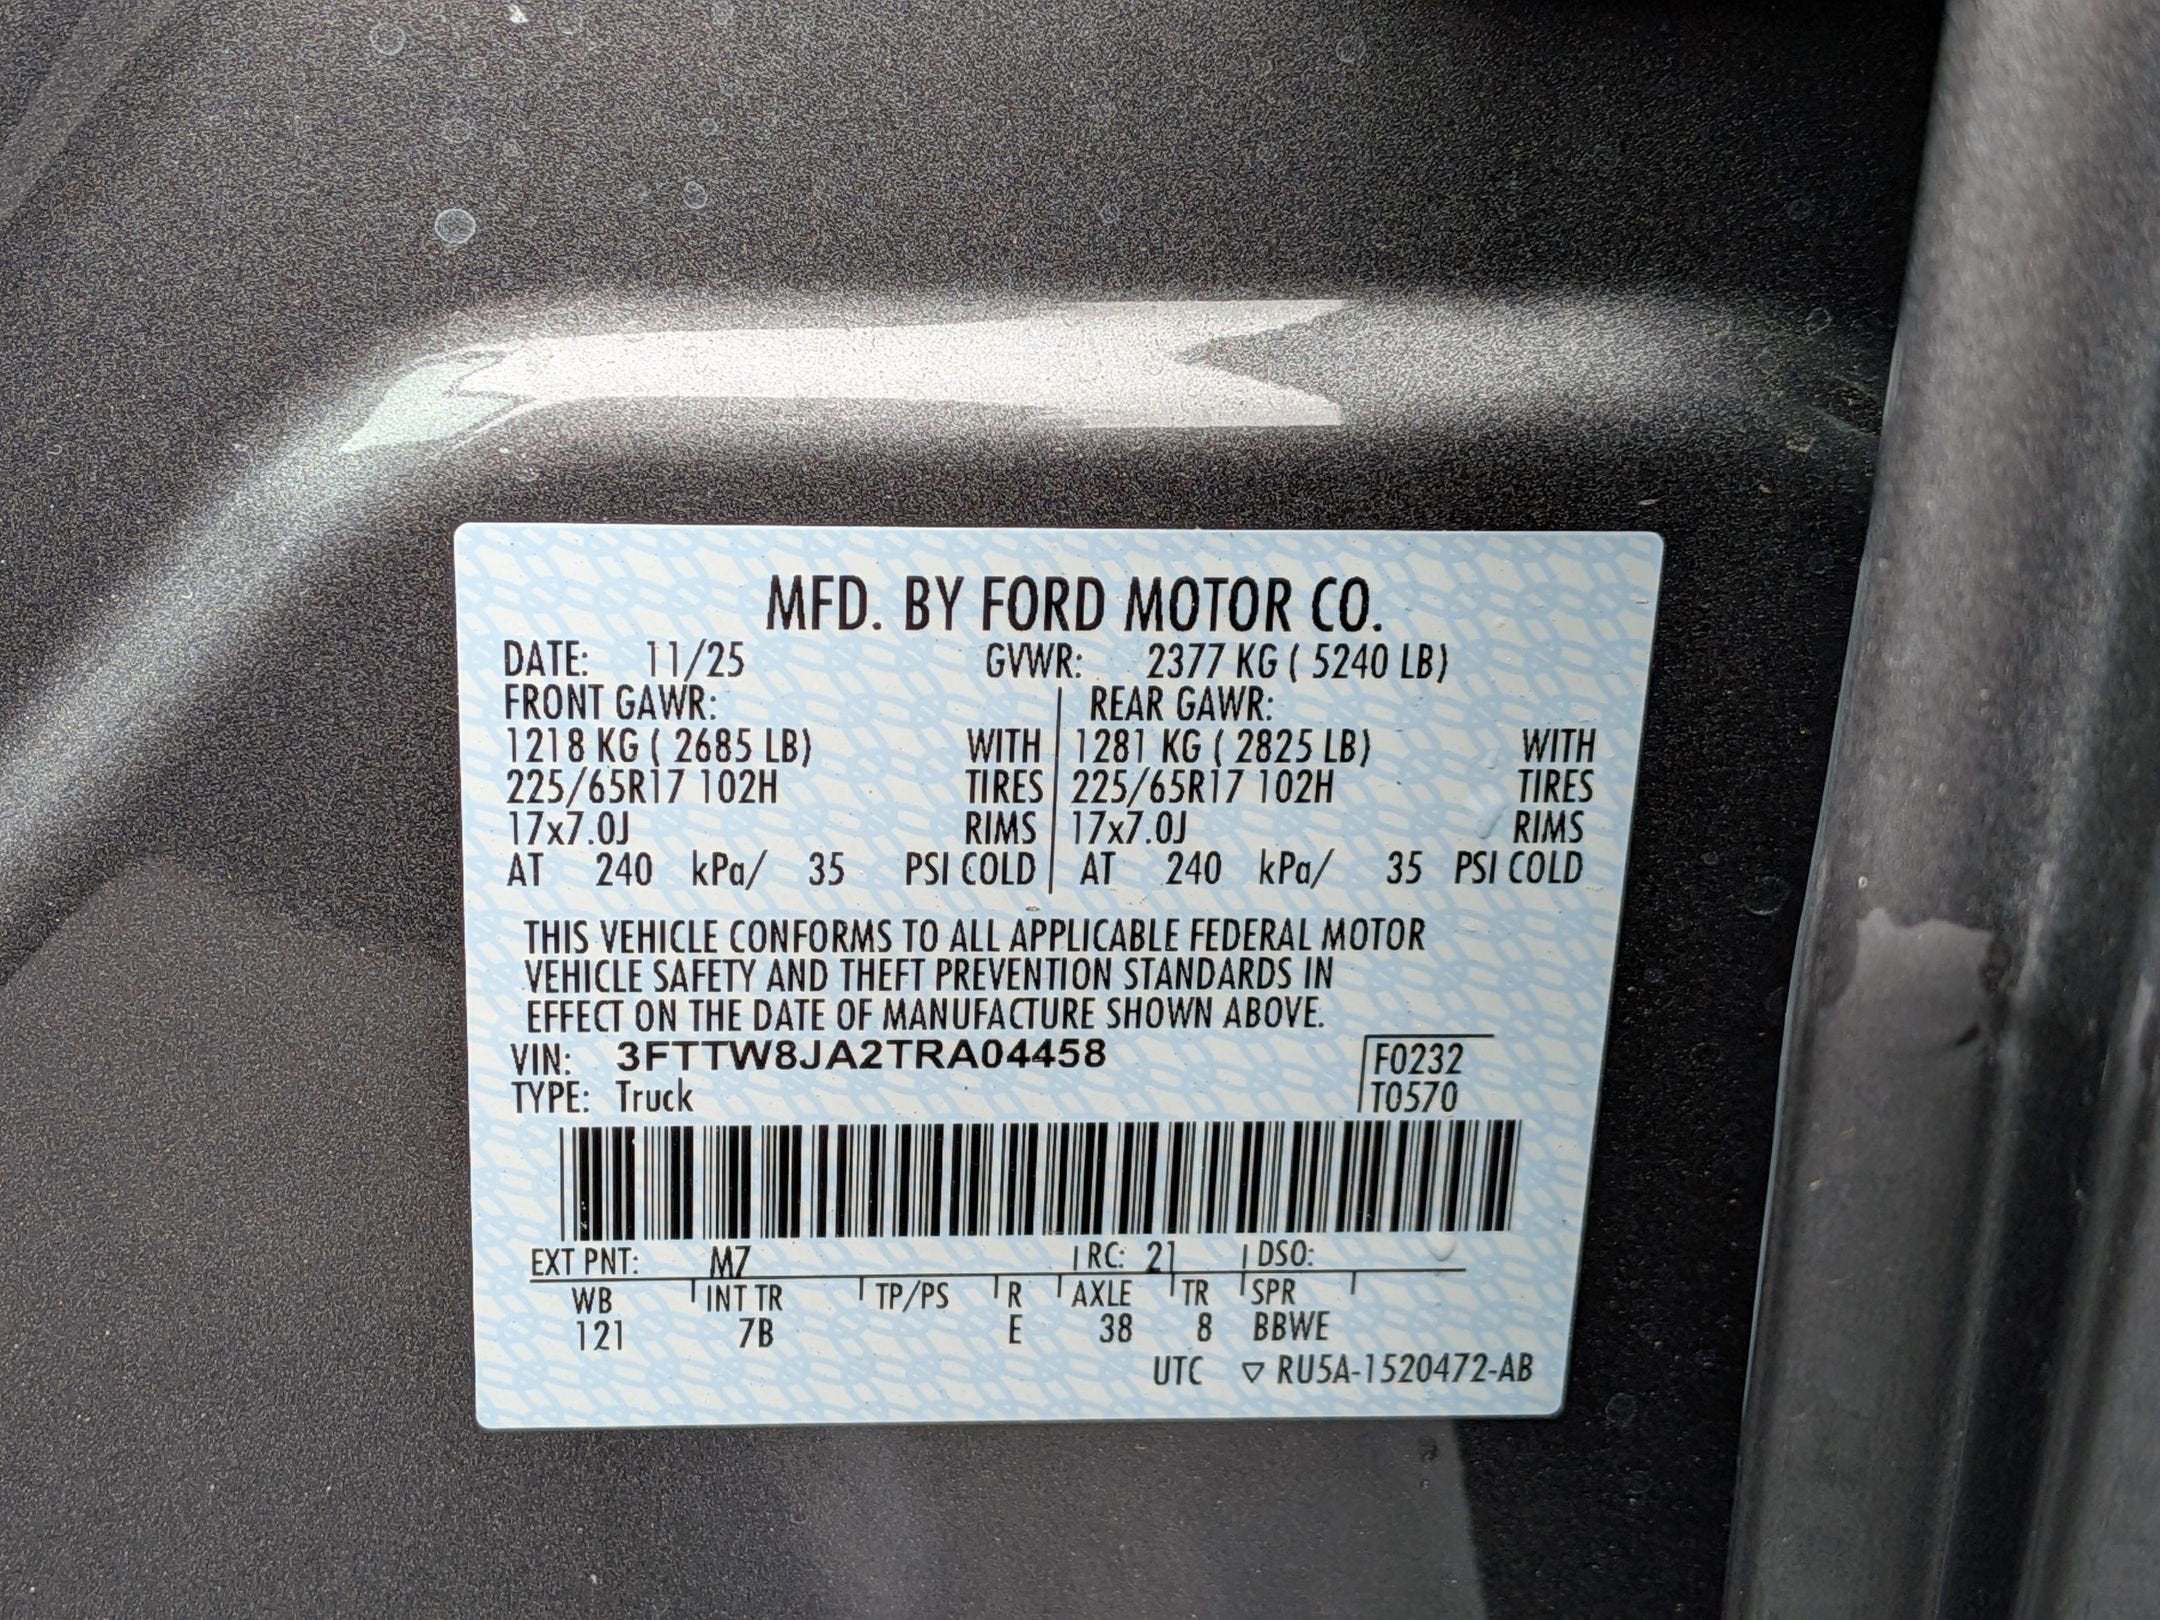 MFD. BY FORD MOTOR CO.
DATE: 11/25 GVWR: 2377 KG ( 5240 LB)
FRONT GAWR: REAR GAWR:
1218 KG ( 2685 LB) WITH 1281 KG ( 2825 LB) WITH
225/65R17 102H TIRES 225/65R17 102H TIRES
17x7.0J RIMS 17x7.0J RIMS
AT 240 kPa/ 35 PSI COLD AT 240 kPa/ 35 PSI COLD
THIS VEHICLE CONFORMS TO ALL APPLICABLE FEDERAL MOTOR
VEHICLE SAFETY AND THEFT PREVENTION STANDARDS IN
EFFECT ON THE DATE OF MANUFACTURE SHOWN ABOVE.
VIN: 3FTTW8JA2TRA04458 F0232
TYPE: Truck T0570
EXT PNT: M7 RC: 21 DSO:
WB INT TR TP/PS R AXLE TR SPR
121 7B E 38 8 BBWE
UTC ▽ RU5A-1520472-AB